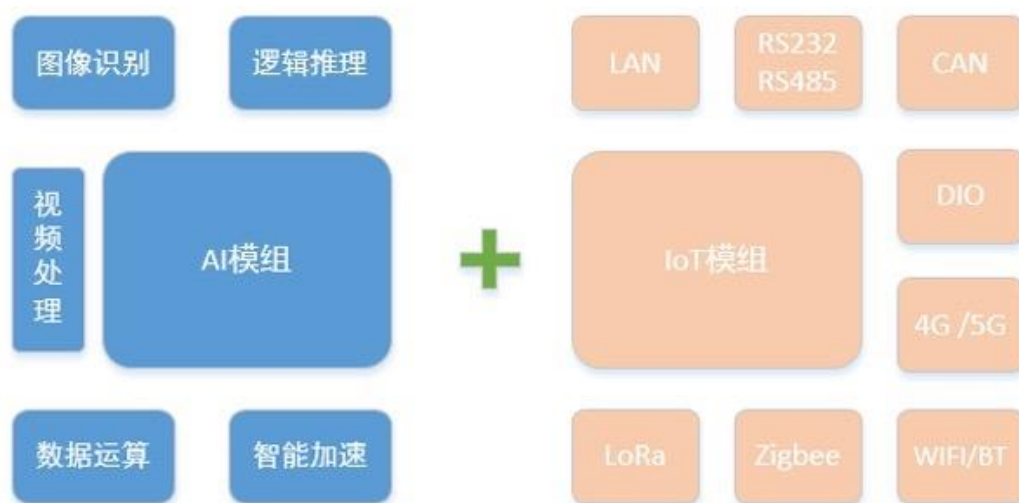 图像识别
逻辑推理
视频处理
AI模组
数据运算
智能加速
LAN
RS232
RS485
CAN
IoT模组
DIO
4G /5G
LoRa
Zigbee
WIFI/BT